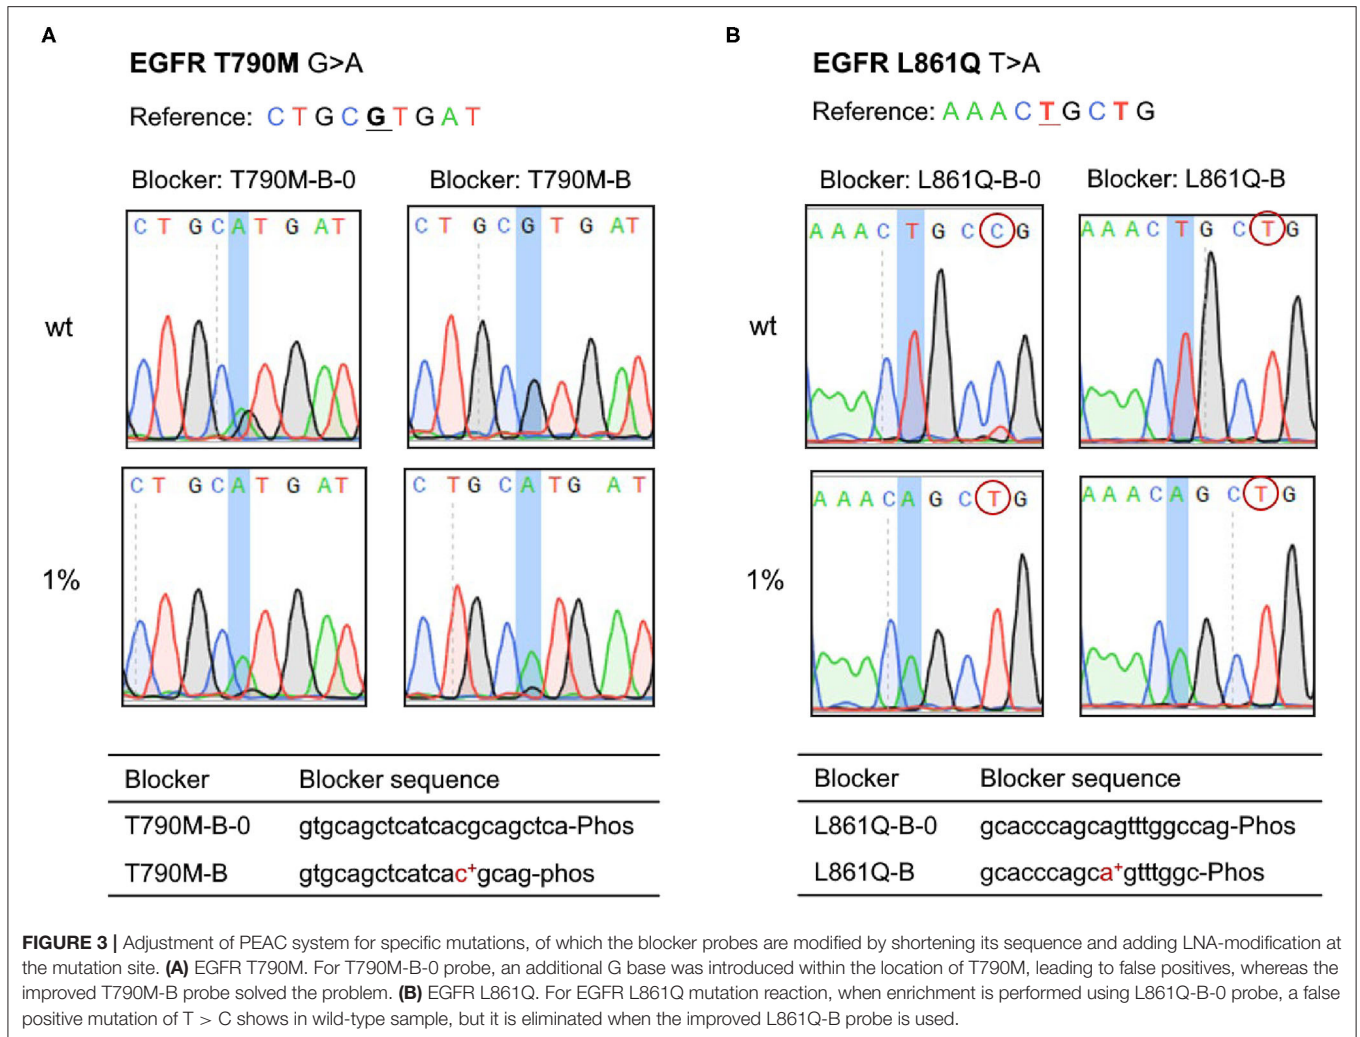 A
EGFR T790M G>A
Reference: C T G C G T G A T
Blocker: T790M-B-0
Blocker: T790M-B
wt
C T G C A T G A T
C T G C G T G A T
1%
C T G C A T G A T
C T G C A T G A T
Blocker Blocker sequence
T790M-B-0 gtgcagctcatcacgcagctca-Phos
T790M-B gtgcagctcatcac+gcag-phos
B
EGFR L861Q T>A
Reference: A A A C T G C T G
Blocker: L861Q-B-0
Blocker: L861Q-B
wt
A A A C T G C C G
A A A C T G C T G
1%
A A A C A G C T G
A A A C A G C T G
Blocker Blocker sequence
L861Q-B-0 gcacccagcagtttggccag-Phos
L861Q-B gcacccagca+gtttggc-Phos
FIGURE 3 | Adjustment of PEAC system for specific mutations, of which the blocker probes are modified by shortening its sequence and adding LNA-modification at
the mutation site. (A) EGFR T790M. For T790M-B-0 probe, an additional G base was introduced within the location of T790M, leading to false positives, whereas the
improved T790M-B probe solved the problem. (B) EGFR L861Q. For EGFR L861Q mutation reaction, when enrichment is performed using L861Q-B-0 probe, a false
positive mutation of T > C shows in wild-type sample, but it is eliminated when the improved L861Q-B probe is used.